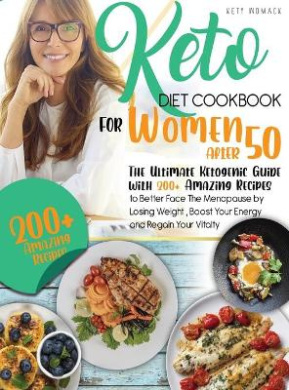 KETY WOMACK
Keto
DIET COOKBOOK
FOR Women
AFTER 50
The Ultimate Ketogenic Guide
with 200+ Amazing Recipes
to Better Face The Menopause by
Losing Weight, Boost Your Energy
and Regain Your Vitality
200+
Amazing
Recipes